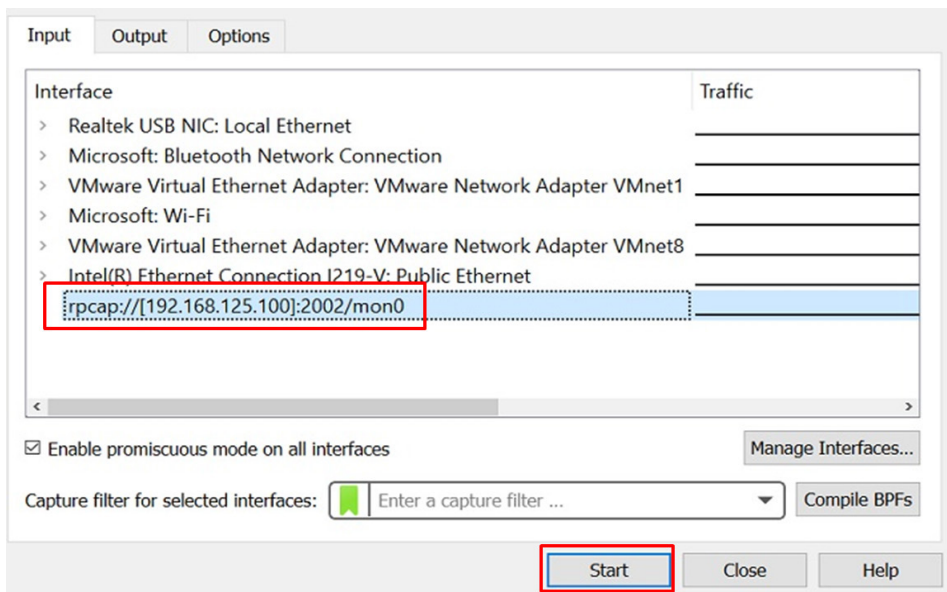 Input Output Options
Interface Traffic
Realtek USB NIC: Local Ethernet
Microsoft: Bluetooth Network Connection
VMware Virtual Ethernet Adapter: VMware Network Adapter VMnet1
Microsoft: Wi-Fi
VMware Virtual Ethernet Adapter: VMware Network Adapter VMnet8
Intel(R) Ethernet Connection I219-V: Public Ethernet
rpcap://[192.168.125.100]:2002/mon0
Enable promiscuous mode on all interfaces Manage Interfaces...
Capture filter for selected interfaces: Enter a capture filter ... Compile BPFs
Start Close Help